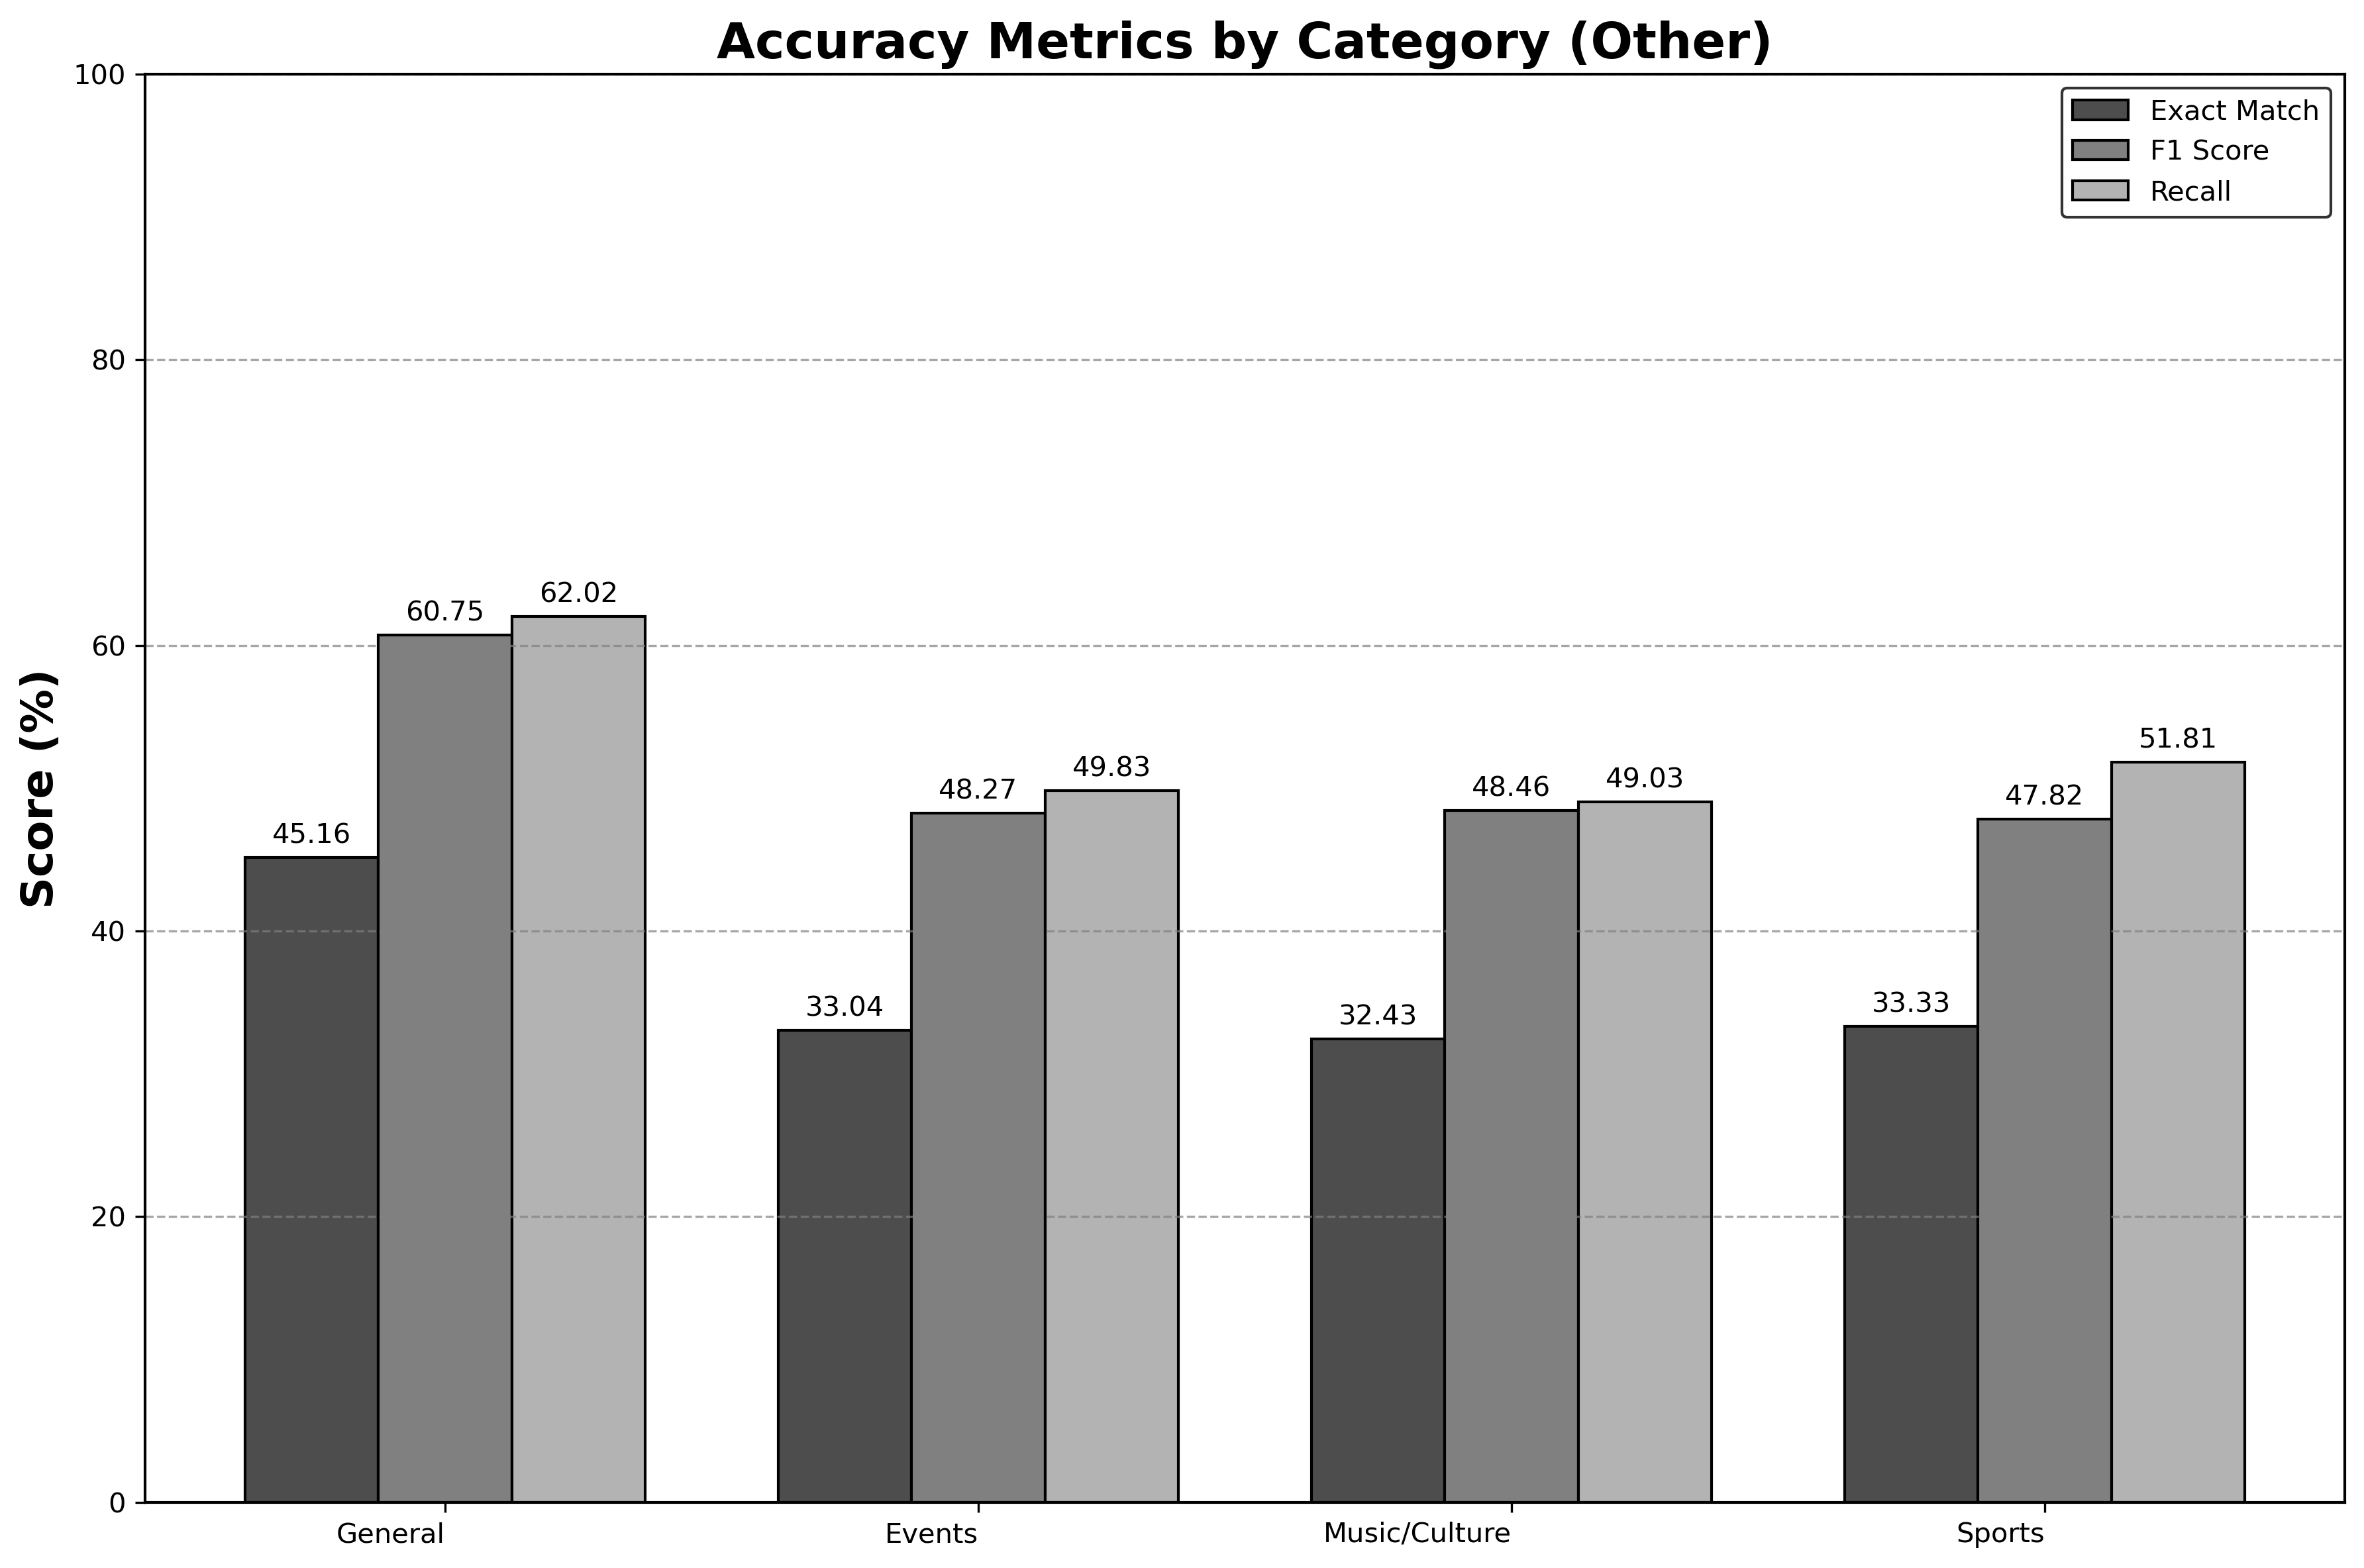 Accuracy Metrics by Category (Other)
100
80
60
40
20
0
Score (%)
Exact Match
F1 Score
Recall
45.16
60.75
62.02
33.04
48.27
49.83
32.43
48.46
49.03
33.33
47.82
51.81
General
Events
Music/Culture
Sports